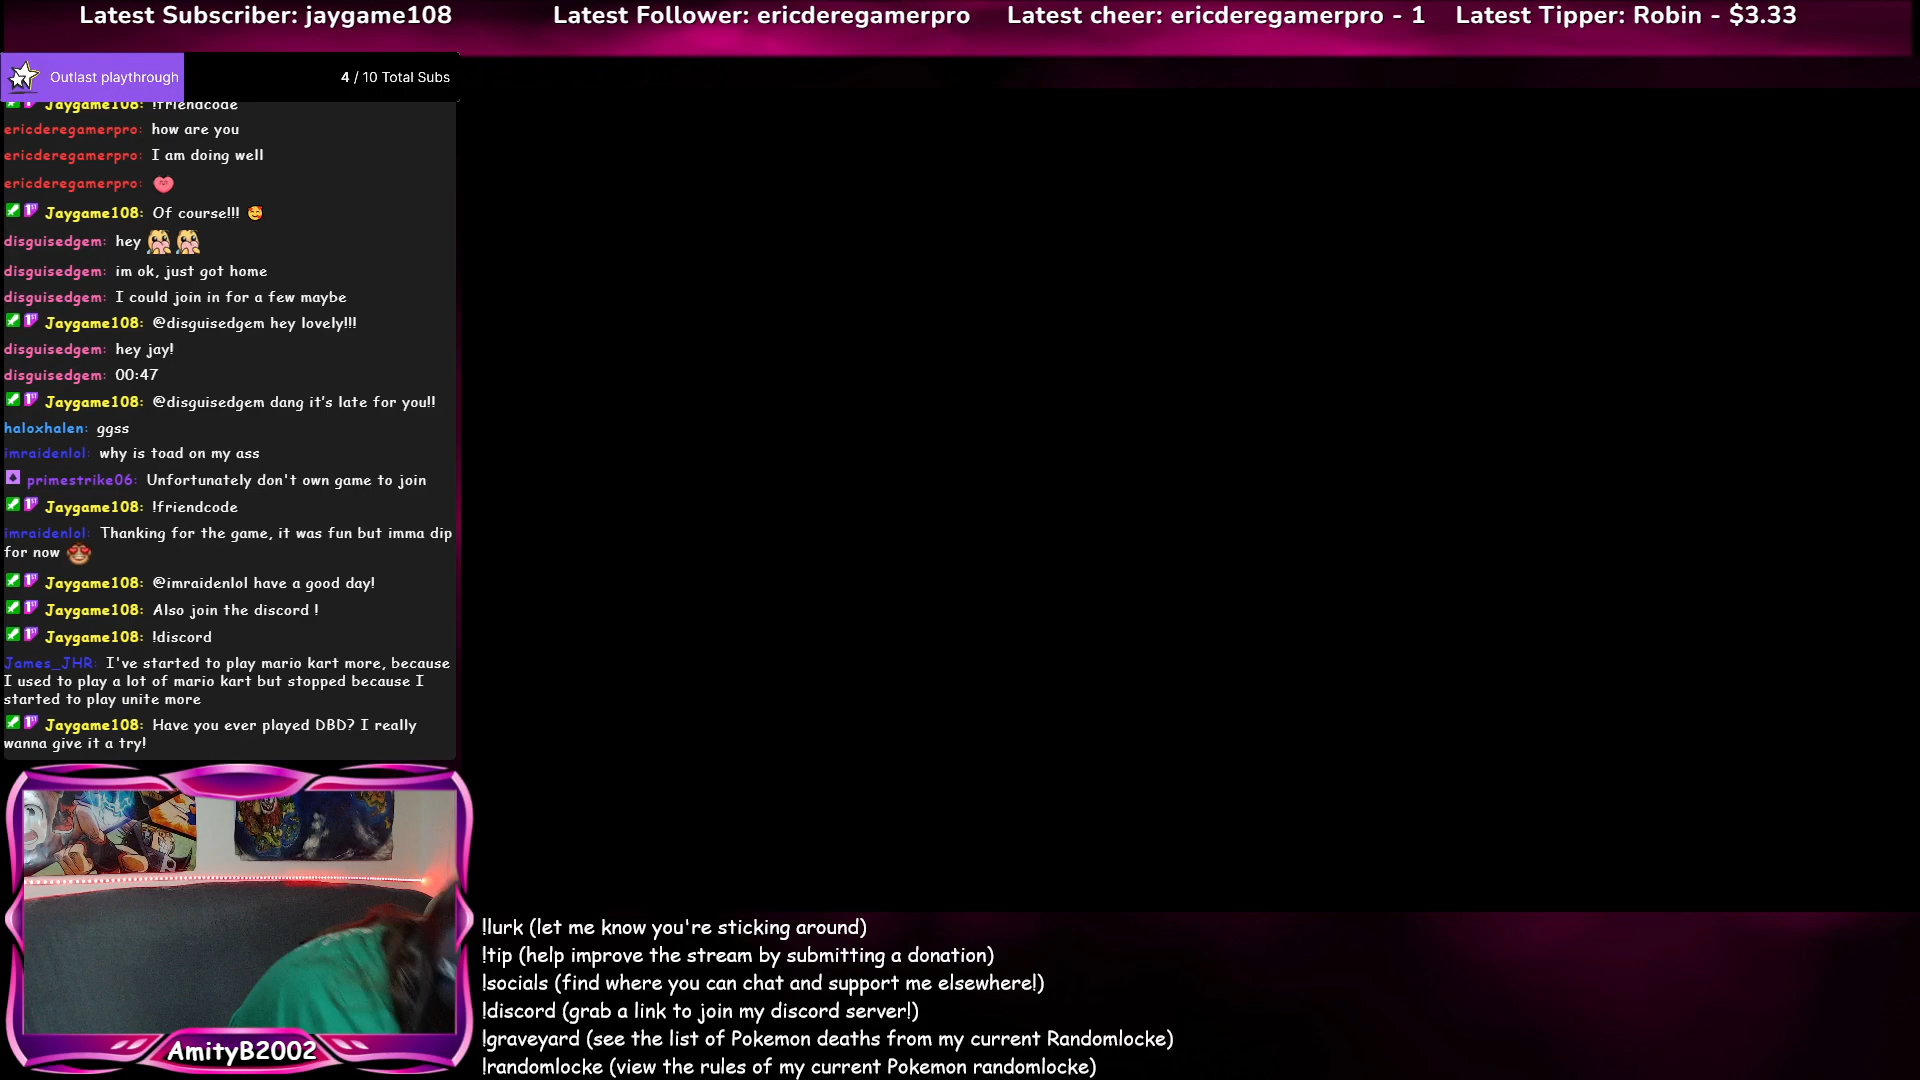 Latest Subscriber: jaygame108
Latest Follower: ericderegamerpro
Latest cheer: ericderegamerpro - 1
Latest Tipper: Robin - $3.33
Outlast playthrough
4 / 10 Total Subs
Jaygame108: !friendcode
ericderegamerpro: how are you
ericderegamerpro: I am doing well
ericderegamerpro:
Jaygame108: Of course!!!
disguisedgem: hey
disguisedgem: im ok, just got home
disguisedgem: I could join in for a few maybe
Jaygame108: @disguisedgem hey lovely!!!
disguisedgem: hey jay!
disguisedgem: 00:47
Jaygame108: @disguisedgem dang it's late for you!!
haloxhalen: ggss
imraidenlol: why is toad on my ass
primestrike06: Unfortunately don't own game to join
Jaygame108: !friendcode
imraidenlol: Thanking for the game, it was fun but imma dip
for now
Jaygame108: @imraidenlol have a good day!
Jaygame108: Also join the discord !
Jaygame108: !discord
James_JHR: I've started to play mario kart more, because
I used to play a lot of mario kart but stopped because I
started to play unite more
Jaygame108: Have you ever played DBD? I really
wanna give it a try!
AmityB2002
!lurk (let me know you're sticking around)
!tip (help improve the stream by submitting a donation)
!socials (find where you can chat and support me elsewhere!)
!discord (grab a link to join my discord server!)
!graveyard (see the list of Pokemon deaths from my current Randomlocke)
!randomlocke (view the rules of my current Pokemon randomlocke)